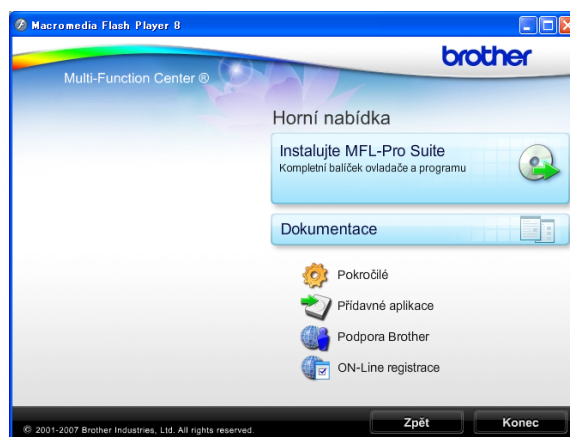 Macromedia Flash Player 8
brother
Multi-Function Center ®
Horní nabídka
Instalujte MFL-Pro Suite
Kompletní balíček ovladače a programu
Dokumentace
Pokročilé
Přídavné aplikace
Podpora Brother
ON-Line registrace
Zpět
Konec
© 2001-2007 Brother Industries, Ltd. All rights reserved.